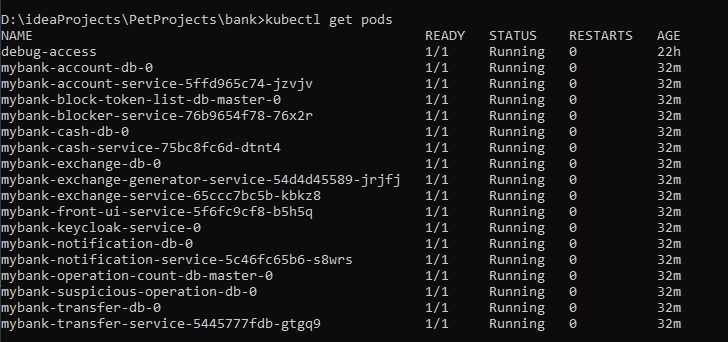 D:\ideaProjects\PetProjects\bank>kubectl get pods
NAME READY STATUS RESTARTS AGE
debug-access 1/1 Running 0 22h
mybank-account-db-0 1/1 Running 0 32m
mybank-account-service-5ffd965c74-jzvjv 1/1 Running 0 32m
mybank-block-token-list-db-master-0 1/1 Running 0 32m
mybank-blocker-service-76b9654f78-76x2r 1/1 Running 0 32m
mybank-cash-db-0 1/1 Running 0 32m
mybank-cash-service-75bc8fc6d-dtnt4 1/1 Running 0 32m
mybank-exchange-db-0 1/1 Running 0 32m
mybank-exchange-generator-service-54d4d45589-jrjfj 1/1 Running 0 32m
mybank-exchange-service-65ccc7bc5b-kbkz8 1/1 Running 0 32m
mybank-front-ui-service-5f6fc9cf8-b5h5q 1/1 Running 0 32m
mybank-keycloak-service-0 1/1 Running 0 32m
mybank-notification-db-0 1/1 Running 0 32m
mybank-notification-service-5c46fc65b6-s8wrs 1/1 Running 0 32m
mybank-operation-count-db-master-0 1/1 Running 0 32m
mybank-suspicious-operation-db-0 1/1 Running 0 32m
mybank-transfer-db-0 1/1 Running 0 32m
mybank-transfer-service-5445777fdb-gtgq9 1/1 Running 0 32m